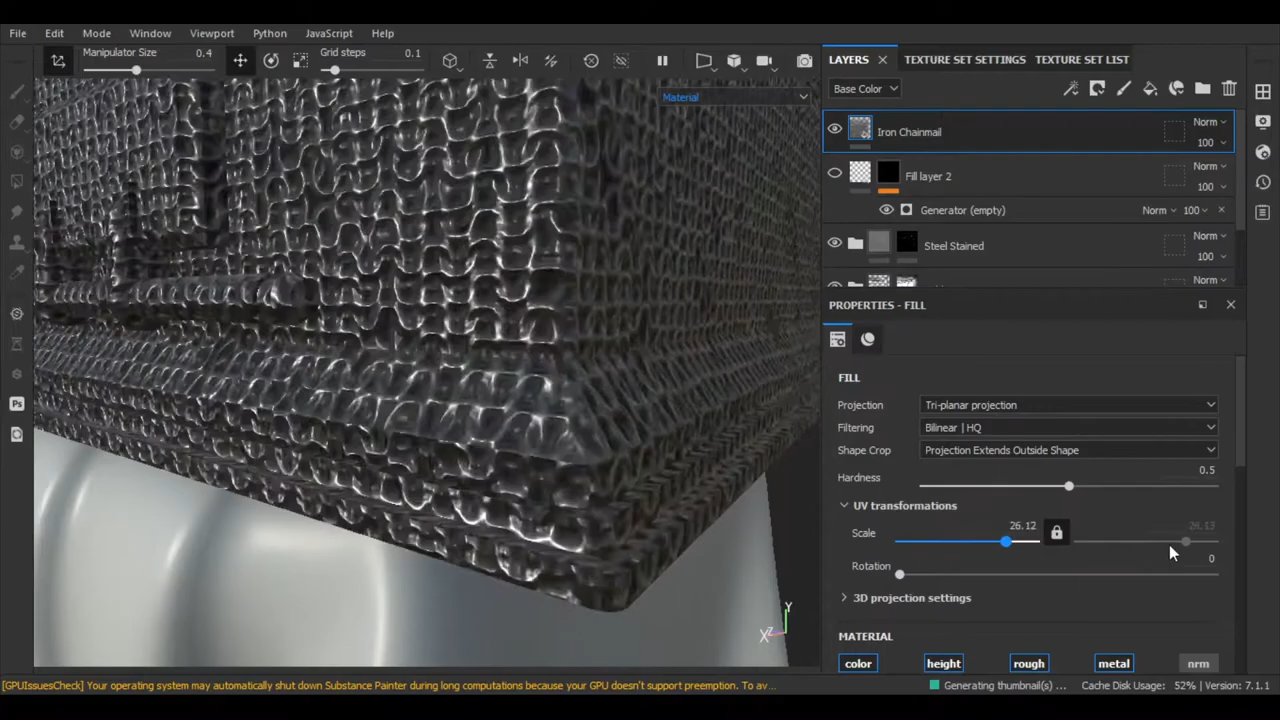 File Edit Mode Window Viewport Python JavaScript Help
Manipulator Size 0.4 Grid steps 0.1
Material
LAYERS TEXTURE SET SETTINGS TEXTURE SET LIST
Base Color
Iron Chainmail Norm 100
Fill layer 2 Norm 100
Generator (empty) Norm 100
Steel Stained Norm 100
Norm
PROPERTIES - FILL
FILL
Projection Tri-planar projection
Filtering Bilinear | HQ
Shape Crop Projection Extends Outside Shape
Hardness 0.5
UV transformations
Scale 26.12
Rotation 0
3D projection settings
MATERIAL
color height rough metal nrm
Y
X Z
Ps
[GPUIssuesCheck] Your operating system may automatically shut down Substance Painter during long computations because your GPU doesn't support preemption. To av... Generating thumbnail(s) ... Cache Disk Usage: 52% | Version: 7.1.1